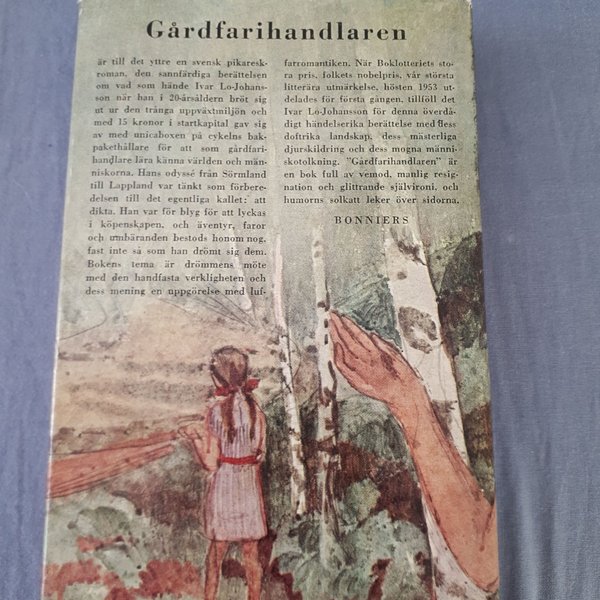 Gårdfarihandlaren
är till det yttre en svensk pikaresk-
roman, den sannfärdiga berättelsen
om vad som hände Ivar Lo-Johans-
son när han i 20-årsåldern bröt sig
ut ur den trånga uppväxtmiljön och
med 15 kronor i startkapital gav sig
av med unicaboxen på cykelns bak-
pakethållare för att som gårdfari-
handlare lära känna världen och män-
niskorna. Hans odyssé från Sörmland
till Lappland var tänkt som förbere-
delsen till det egentliga kallet: att
dikta. Han var för blyg för att lyckas
i köpenskapen, och äventyr, faror
och umbäranden bestods honom nog,
fast inte så som han drömt sig dem.
Bokens tema är drömmens möte
med den handfasta verkligheten och
dess mening en uppgörelse med luf-
farromantiken. När Boklotteriets sto-
ra pris, folkets nobelpris, vår största
litterära utmärkelse, hösten 1953 ut-
delades för första gången, tillföll det
Ivar Lo-Johansson för denna överdå-
digt händelserika berättelse med dess
doftrika landskap, dess mästerliga
djurskildring och dess mogna männi-
skotolkning. "Gårdfarihandlaren" är
en bok full av vemod, manlig resig-
nation och glittrande självironi, och
humorns solkatt leker över sidorna.
BONNIERS